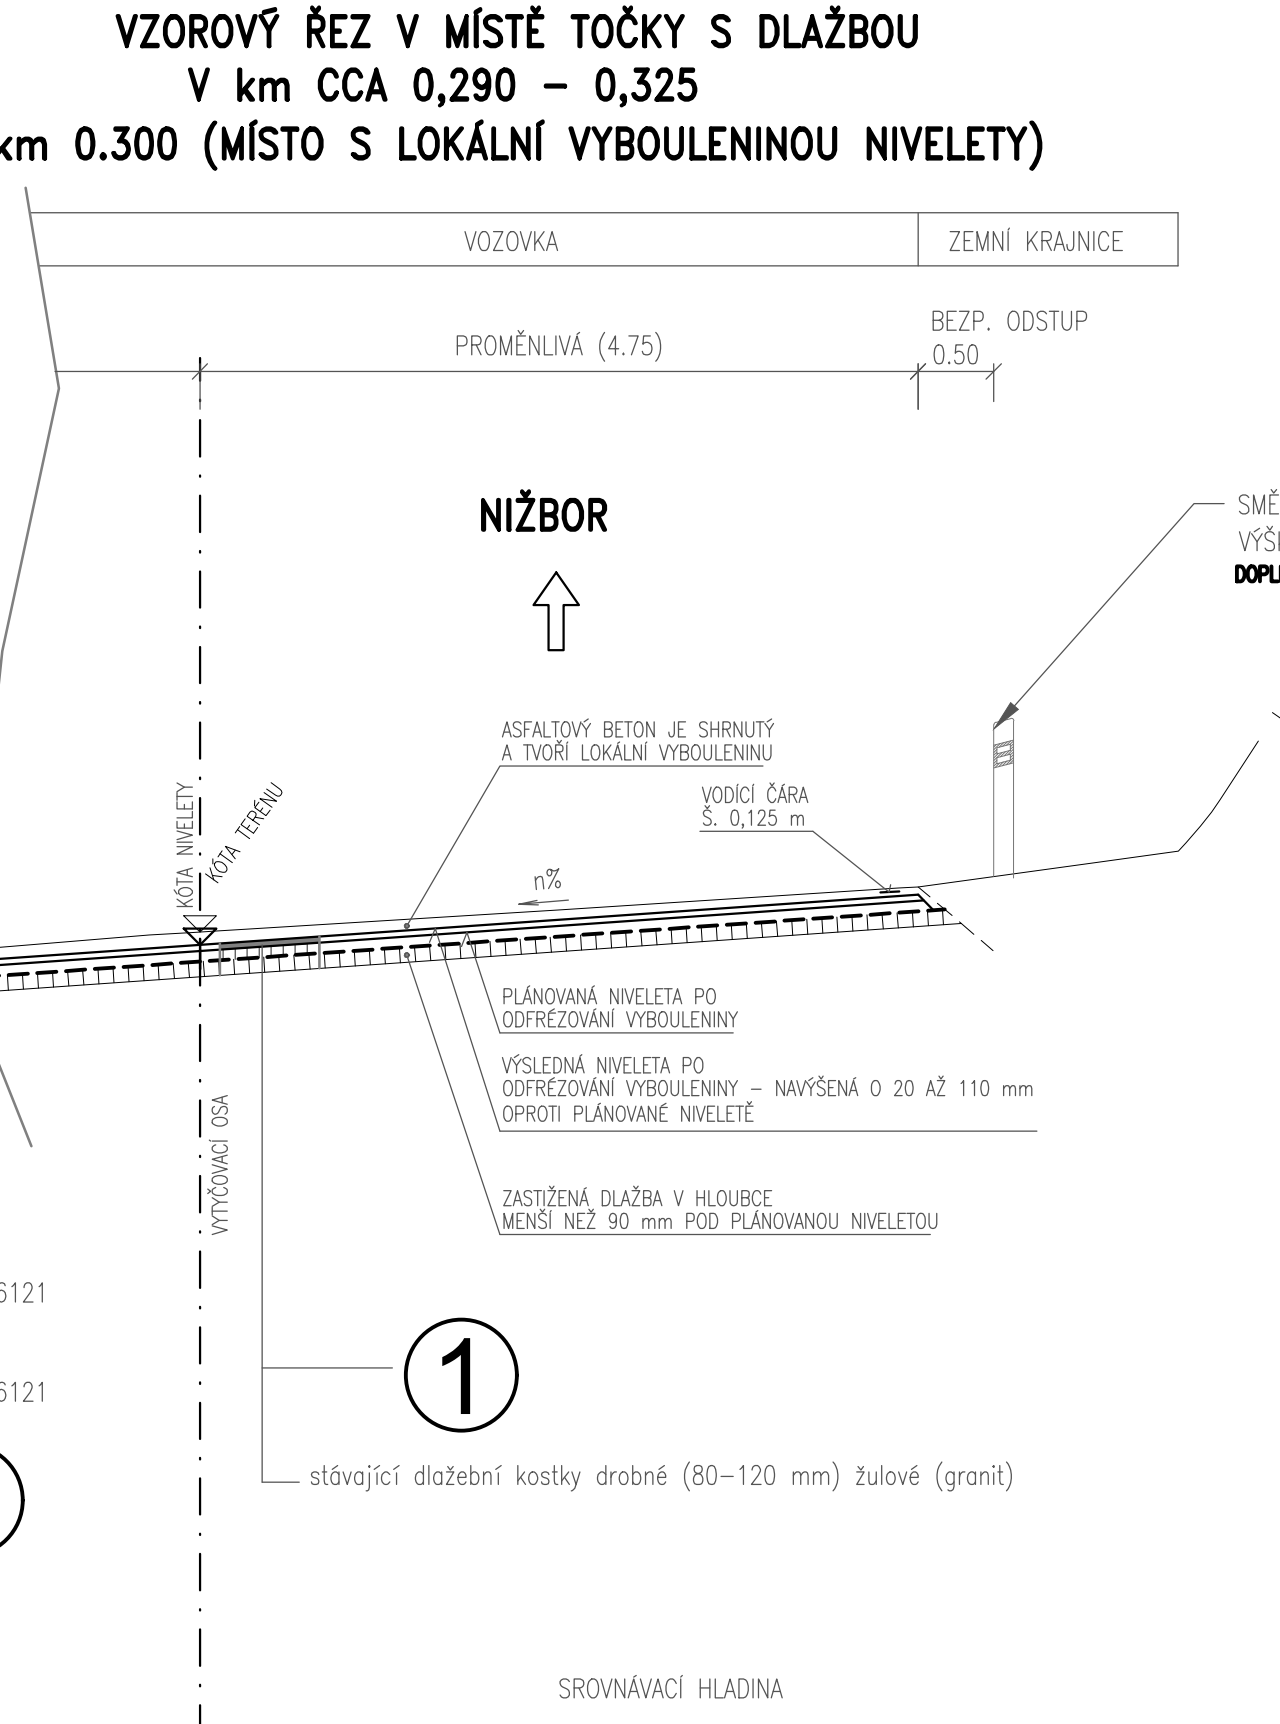 VZOROVÝ ŘEZ V MÍSTĚ TOČKY S DLAŽBOU
V km CCA 0,290 – 0,325
km 0.300 (MÍSTO S LOKÁLNÍ VYBOULENINOU NIVELETY)
VOZOVKA
ZEMNÍ KRAJNICE
BEZP. ODSTUP
0.50
PROMĚNLIVÁ (4.75)
NIŽBOR
ASFALTOVÝ BETON JE SHRNUTÝ
A TVOŘÍ LOKÁLNÍ VYBOULENINU
VODÍCÍ ČÁRA
Š. 0,125 m
KÓTA NIVELETY
KÓTA TERÉNU
n%
PLÁNOVANÁ NIVELETA PO
ODFRÉZOVÁNÍ VYBOULENINY
VÝSLEDNÁ NIVELETA PO
ODFRÉZOVÁNÍ VYBOULENINY – NAVÝŠENÁ O 20 AŽ 110 mm
OPROTI PLÁNOVANÉ NIVELETĚ
VYTYČOVACÍ OSA
ZASTIŽENÁ DLAŽBA V HLOUBCE
MENŠÍ NEŽ 90 mm POD PLÁNOVANOU NIVELETOU
6121
6121
1
stávající dlažební kostky drobné (80–120 mm) žulové (granit)
SROVNÁVACÍ HLADINA